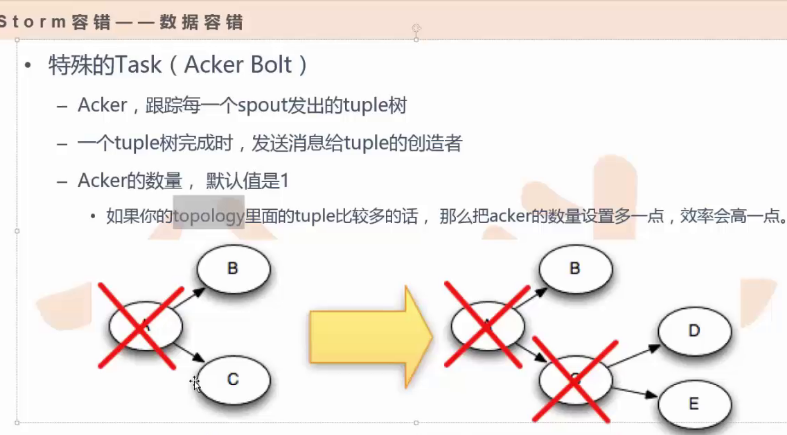 Storm容错——数据容错
• 特殊的Task（Acker Bolt）
– Acker，跟踪每一个spout发出的tuple树
– 一个tuple树完成时，发送消息给tuple的创造者
– Acker的数量， 默认值是1
• 如果你的topology里面的tuple比较多的话， 那么把acker的数量设置多一点，效率会高一点。
A
B
C
A
B
C
D
E